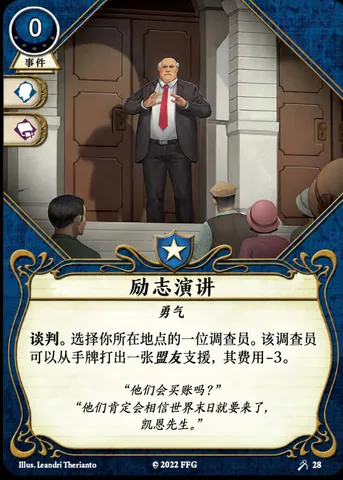 0
事件
励志演讲
勇气
谈判。选择你所在地点的一位调查员。该调查员
可以从手牌打出一张盟友支援，其费用-3。
“他们会买账吗？”
“他们肯定会相信世界末日就要来了，
凯恩先生。”
Illus. Leandri Therianto
© 2022 FFG
28